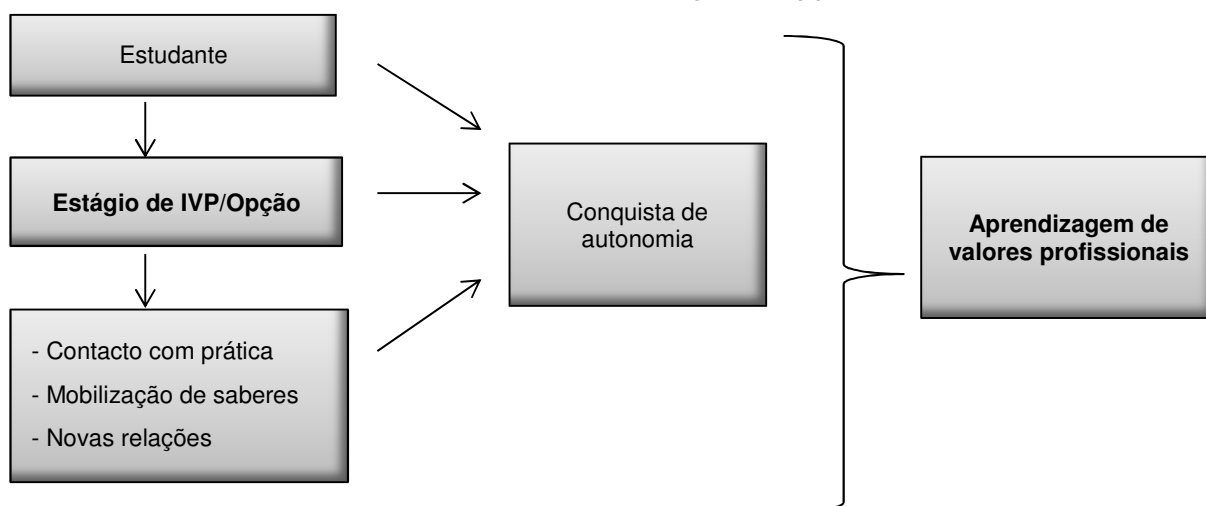 Estudante
Estágio de IVP/Opção
- Contacto com prática
- Mobilização de saberes
- Novas relações
Conquista de
autonomia
Aprendizagem de
valores profissionais